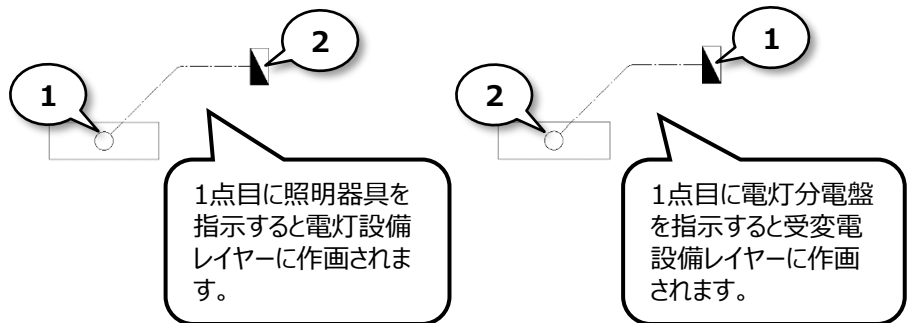 1
2
1点目に照明器具を
指示すると電灯設備
レイヤーに作画されま
す。
2
1
1点目に電灯分電盤
を指示すると受変電
設備レイヤーに作画
されます。